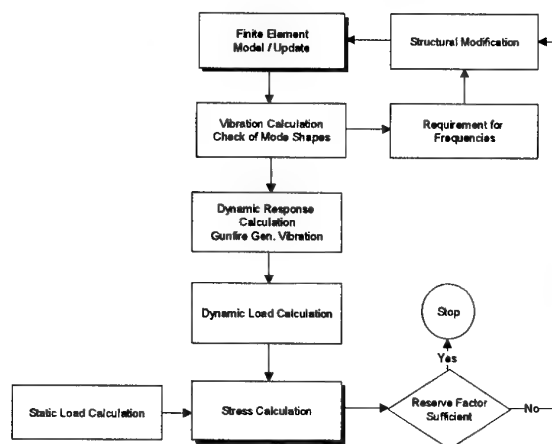 Finite Element
Model / Update
Structural Modification
Vibration Calculation
Check of Mode Shapes
Requirement for
Frequencies
Dynamic Response
Calculation
Gunfire Gen. Vibration
Dynamic Load Calculation
Stop
Yes
Static Load Calculation
Stress Calculation
Reserve Factor
Sufficient
No